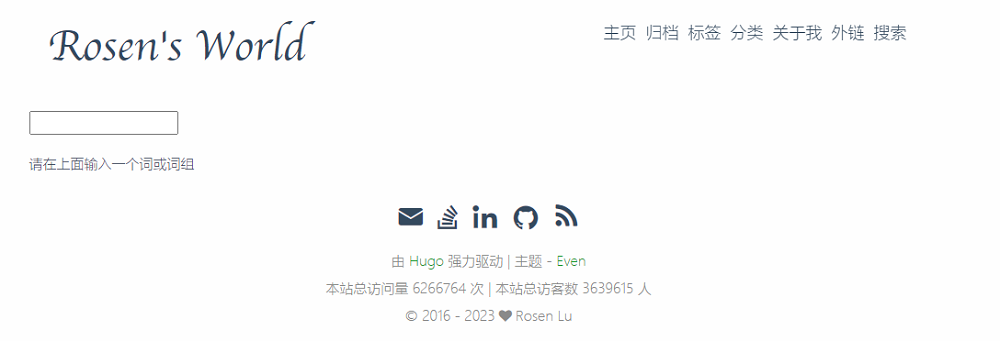 Rosen's World
主页 归档 标签 分类 关于我 外链 搜索
请在上面输入一个词或词组
由 Hugo 强力驱动 | 主题 - Even
本站总访问量 6266764 次 | 本站总访客数 3639615 人
© 2016 - 2023 ❤ Rosen Lu